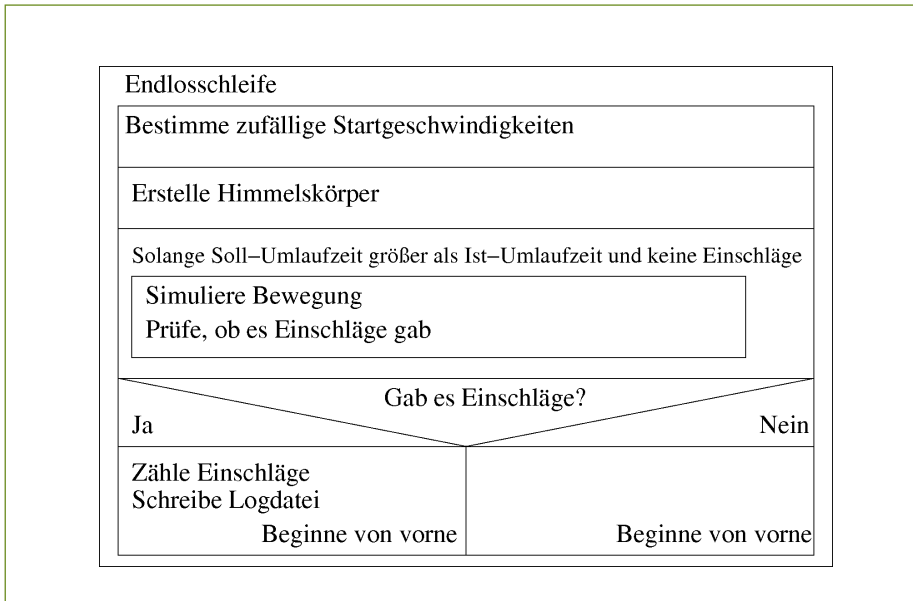 Endlosschleife
Bestimme zufällige Startgeschwindigkeiten
Erstelle Himmelskörper
Solange Soll−Umlaufzeit größer als Ist−Umlaufzeit und keine Einschläge
Simuliere Bewegung
Prüfe, ob es Einschläge gab
Gab es Einschläge?
Ja
Nein
Zähle Einschläge
Schreibe Logdatei
Beginne von vorne
Beginne von vorne